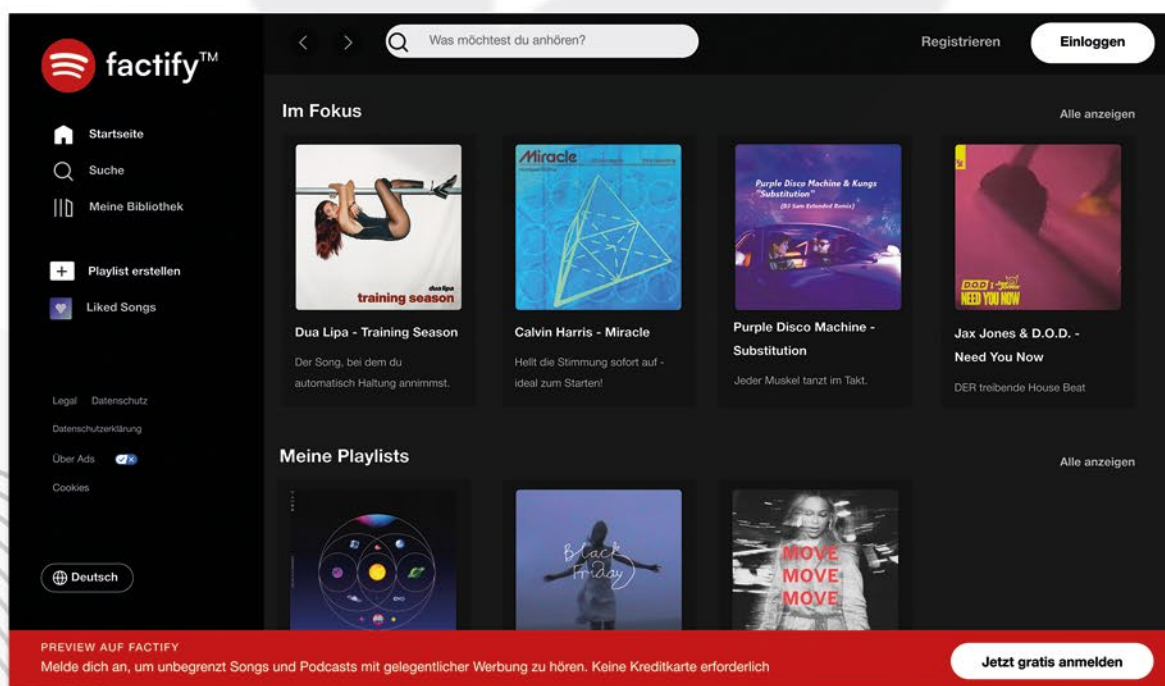 factify™
Was möchtest du anhören?
Registrieren
Einloggen
Startseite
Suche
Meine Bibliothek
Playlist erstellen
Liked Songs
Legal Datenschutz
Datenschutzerklärung
Über Ads
Cookies
Deutsch
Im Fokus
Alle anzeigen
dua lipa
training season
Dua Lipa - Training Season
Der Song, bei dem du
automatisch Haltung annimmst.
Miracle
Calvin Harris - Miracle
Hellt die Stimmung sofort auf -
ideal zum Starten!
Purple Disco Machine & Kungs
"Substitution"
(DJ Sam Extended Remix)
Purple Disco Machine -
Substitution
Jeder Muskel tanzt im Takt.
D.O.D
NEED YOU NOW
Jax Jones & D.O.D. -
Need You Now
DER treibende House Beat
Meine Playlists
Alle anzeigen
Black
Friday
MOVE
MOVE
MOVE
PREVIEW AUF FACTIFY
Melde dich an, um unbegrenzt Songs und Podcasts mit gelegentlicher Werbung zu hören. Keine Kreditkarte erforderlich
Jetzt gratis anmelden